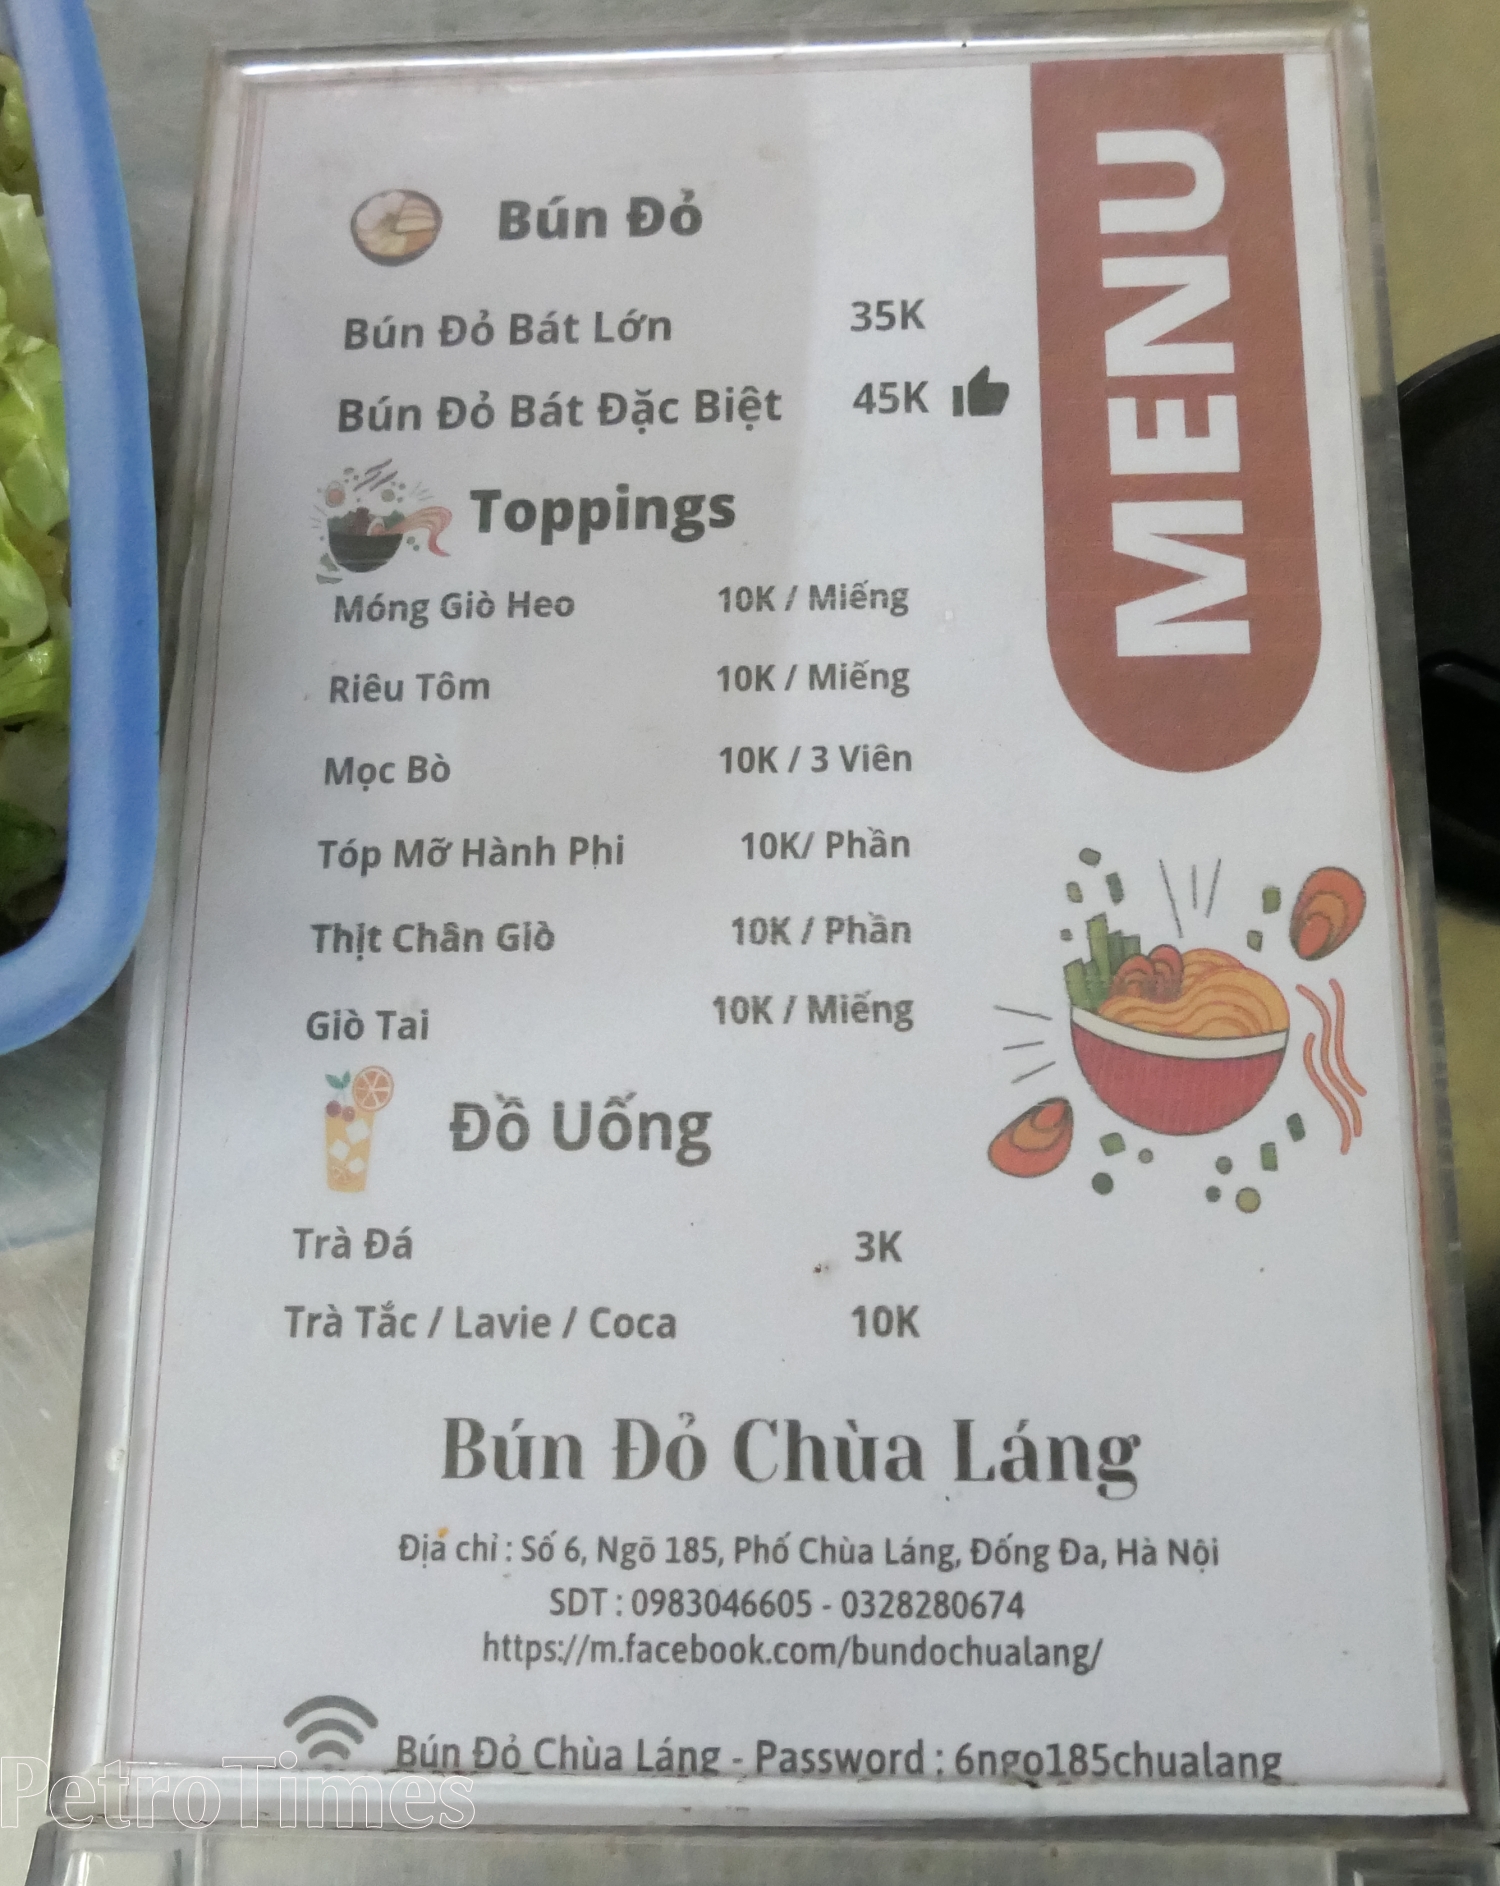 MENU
Bún Đỏ
Bún Đỏ Bát Lớn 35K
Bún Đỏ Bát Đặc Biệt 45K
Toppings
Móng Giò Heo 10K / Miếng
Riêu Tôm 10K / Miếng
Mọc Bò 10K / 3 Viên
Tóp Mỡ Hành Phi 10K/ Phần
Thịt Chân Giò 10K / Phần
Giò Tai 10K / Miếng
Đồ Uống
Trà Đá 3K
Trà Tắc / Lavie / Coca 10K
Bún Đỏ Chùa Láng
Địa chỉ : Số 6, Ngõ 185, Phố Chùa Láng, Đống Đa, Hà Nội
SDT : 0983046605 - 0328280674
https://m.facebook.com/bundochualang/
Bún Đỏ Chùa Láng - Password : 6ngo185chualang
PetroTimes